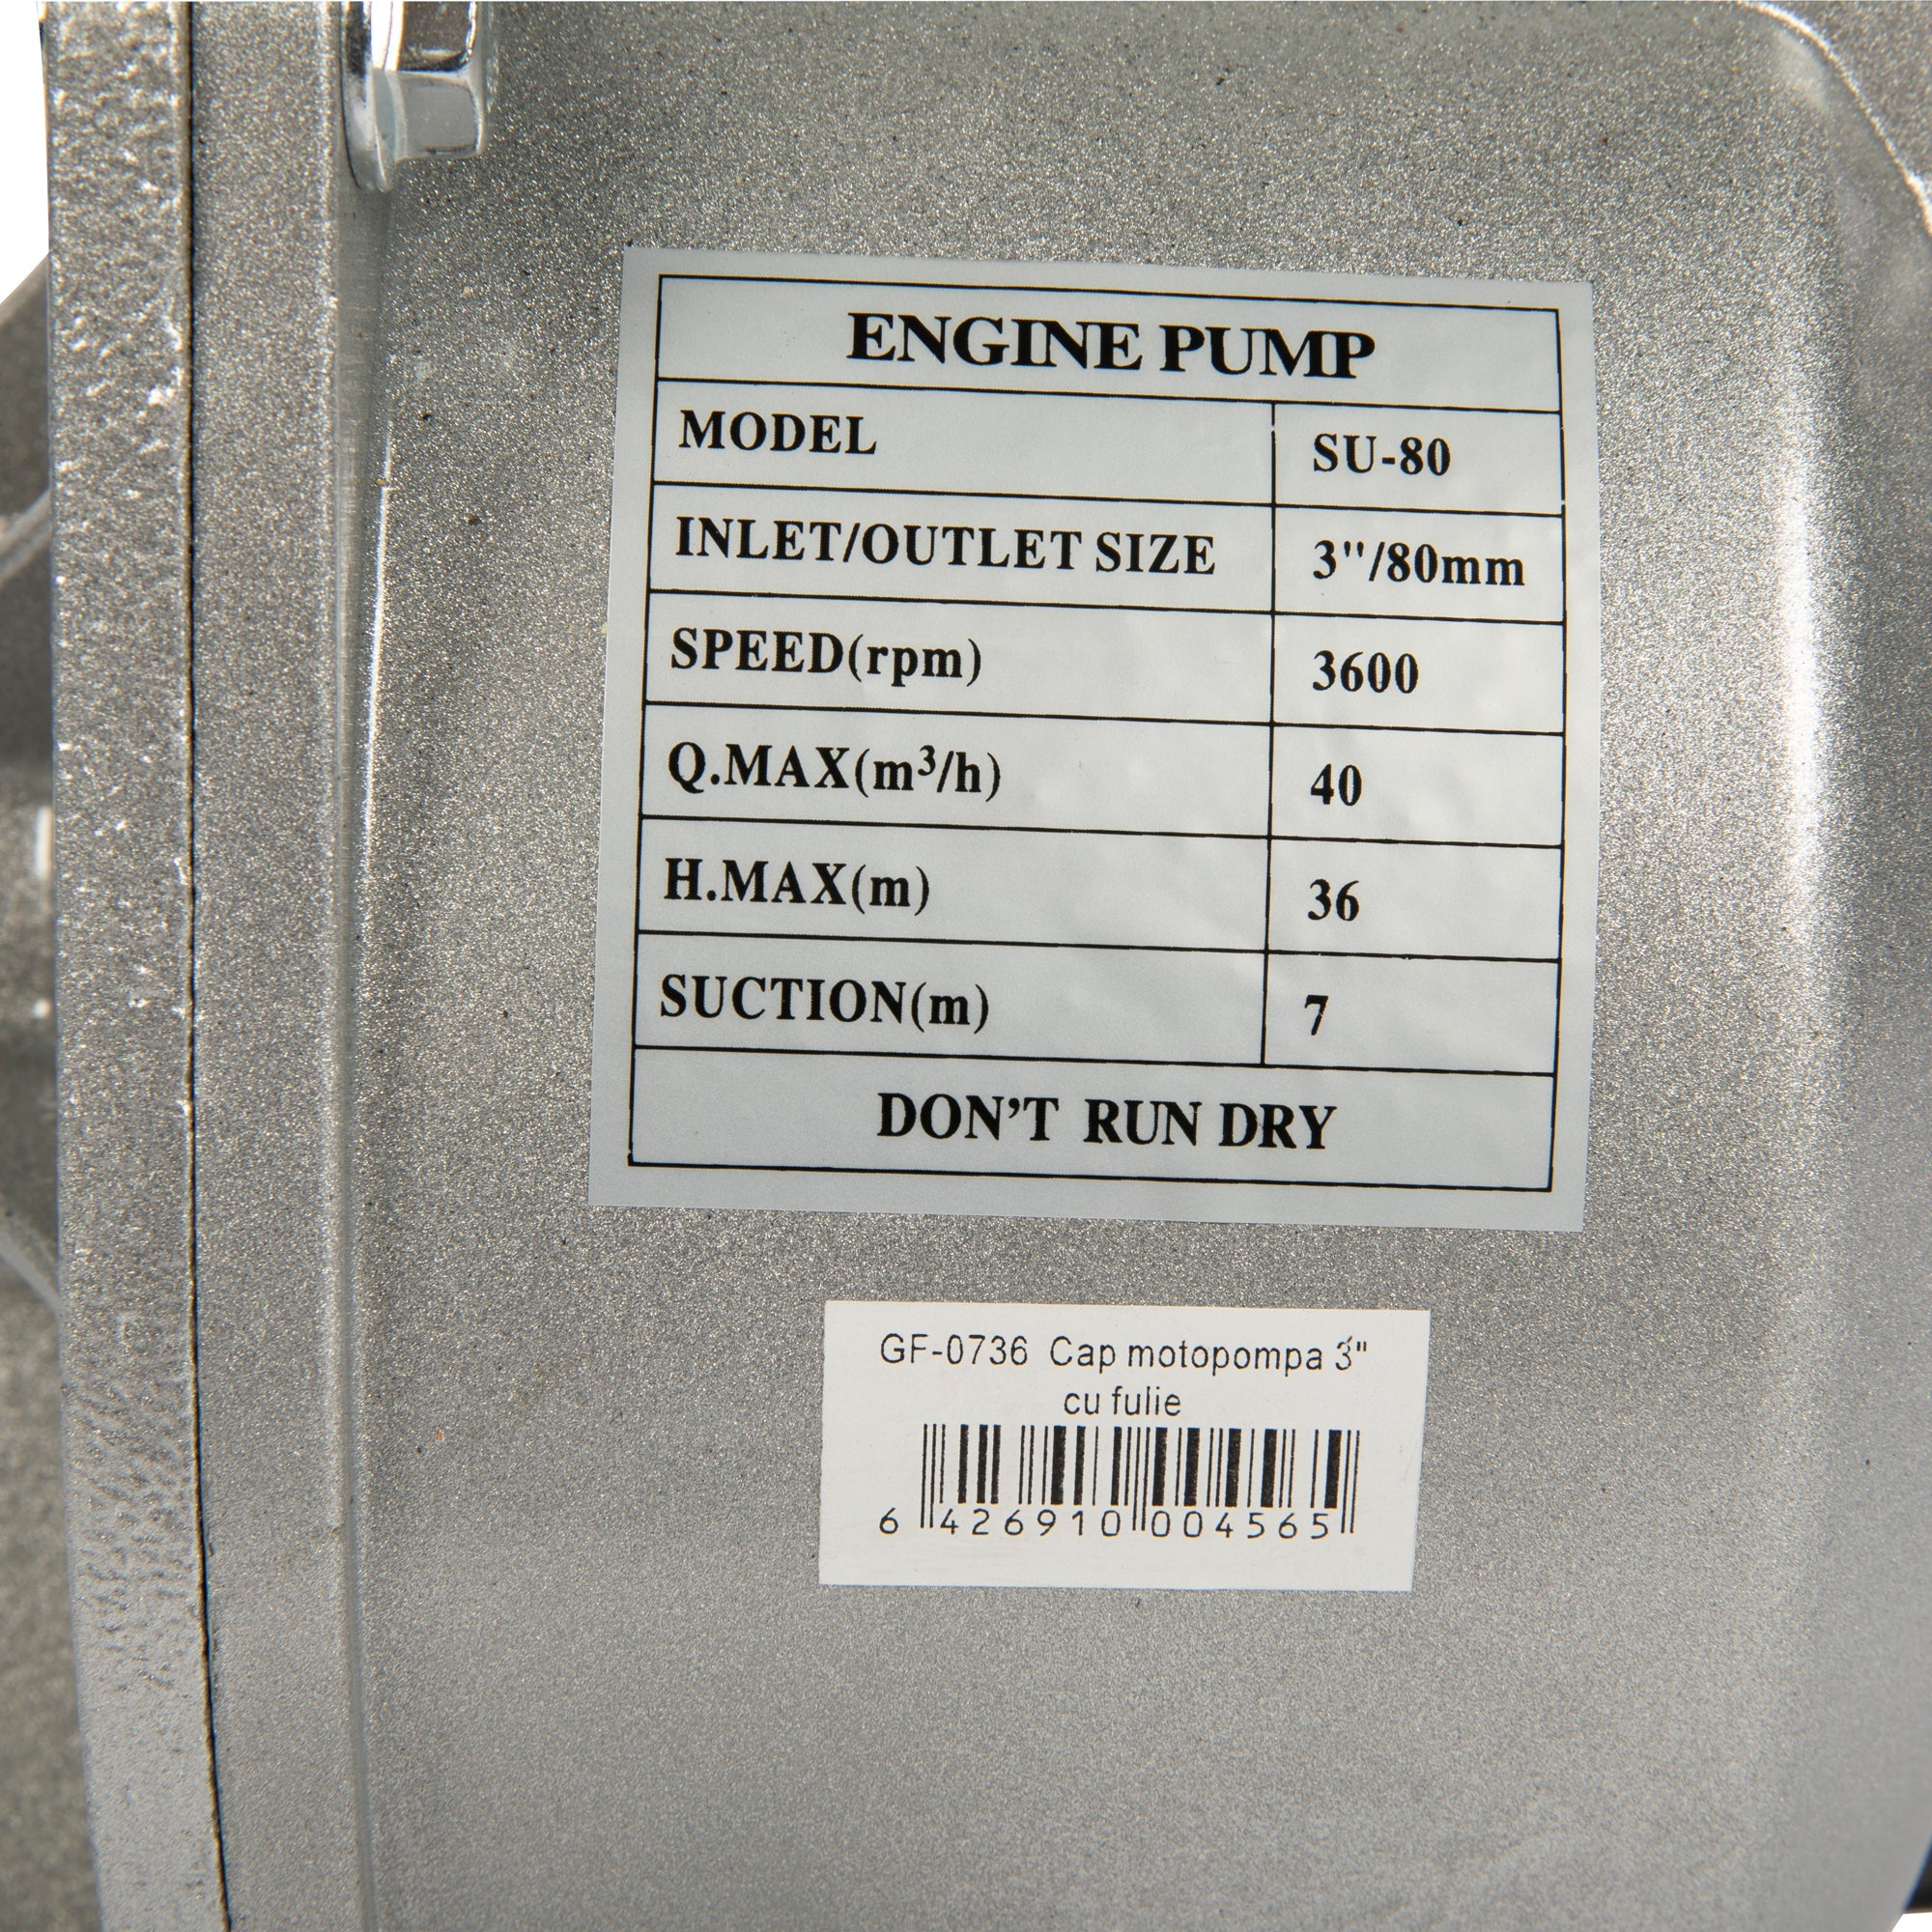 ENGINE PUMP
MODEL SU-80
INLET/OUTLET SIZE 3"/80mm
SPEED(rpm) 3600
Q.MAX(m³/h) 40
H.MAX(m) 36
SUCTION(m) 7
DON'T RUN DRY
GF-0736 Cap motopompa 3"
cu fulie
6 426910 004565